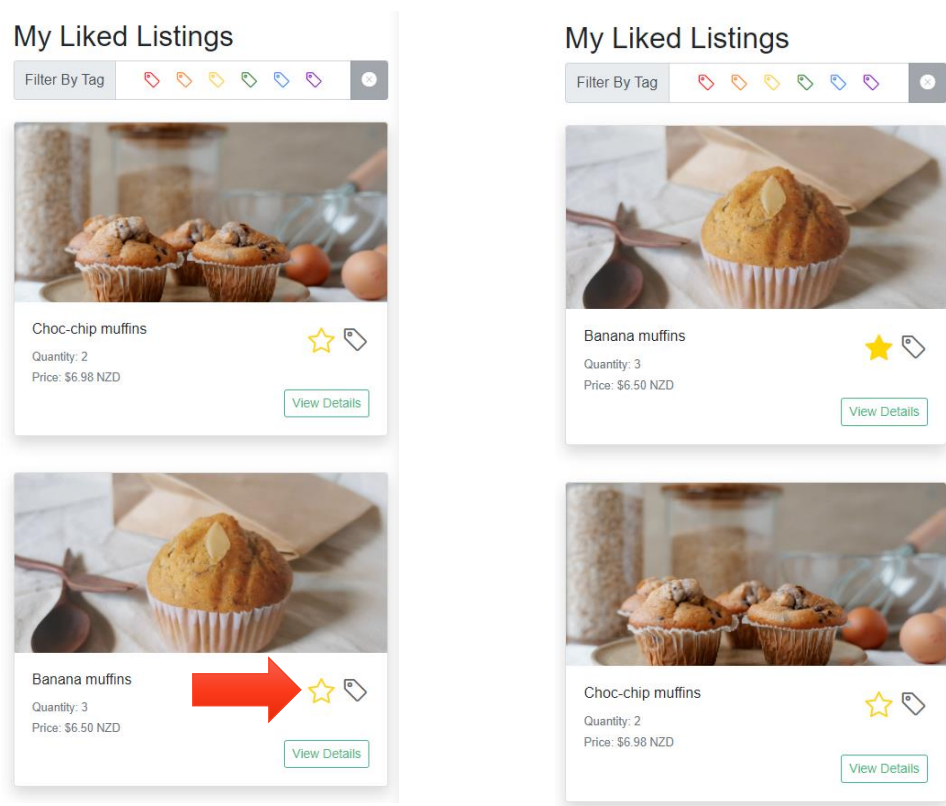 My Liked Listings
Filter By Tag
Choc-chip muffins
Quantity: 2
Price: $6.98 NZD
View Details
Banana muffins
Quantity: 3
Price: $6.50 NZD
View Details
My Liked Listings
Filter By Tag
Banana muffins
Quantity: 3
Price: $6.50 NZD
View Details
Choc-chip muffins
Quantity: 2
Price: $6.98 NZD
View Details